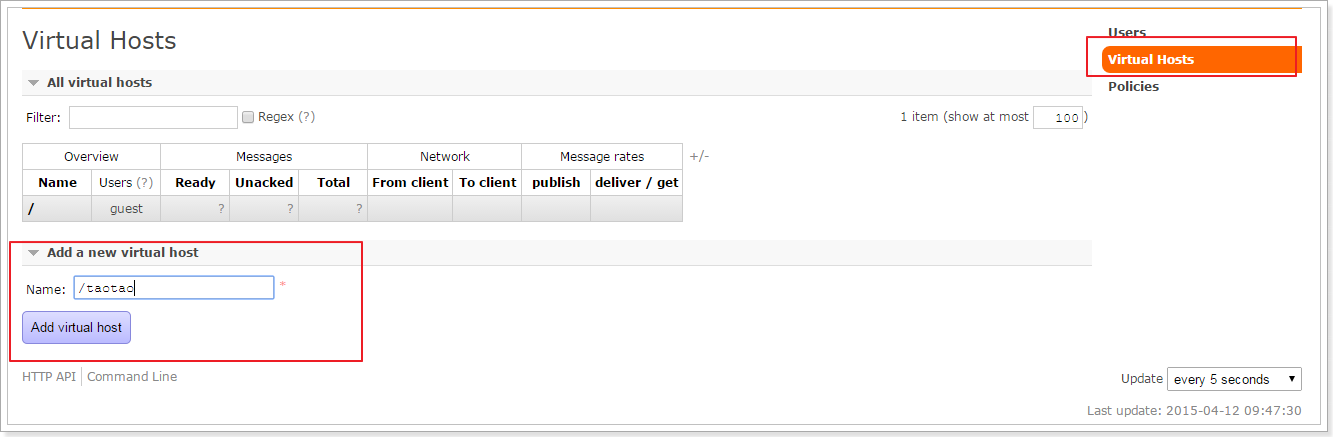 Users
Virtual Hosts
Virtual Hosts
Policies
All virtual hosts
Filter: Regex (?) 1 item (show at most 100 )
Overview Messages Network Message rates +/-
Name Users (?) Ready Unacked Total From client To client publish deliver / get
/ guest ? ? ?
Add a new virtual host
Name: /taotao *
Add virtual host
HTTP API Command Line
Update every 5 seconds
Last update: 2015-04-12 09:47:30